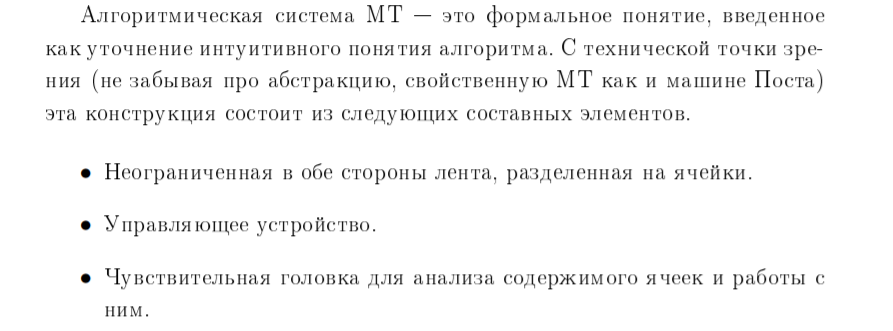 Алгоритмическая система МТ — это формальное понятие, введенное
как уточнение интуитивного понятия алгоритма. С технической точки зре-
ния (не забывая про абстракцию, свойственную МТ как и машине Поста)
эта конструкция состоит из следующих составных элементов.
• Неограниченная в обе стороны лента, разделенная на ячейки.
• Управляющее устройство.
• Чувствительная головка для анализа содержимого ячеек и работы с
ним.